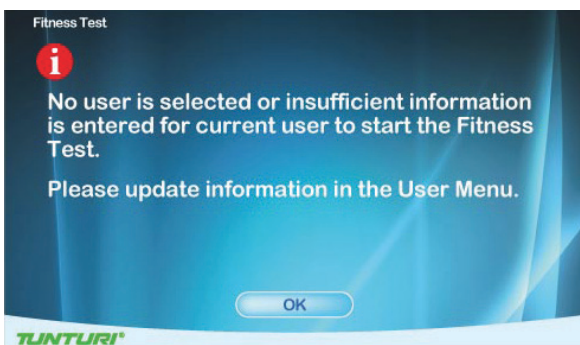 Fitness Test
i
No user is selected or insufficient information
is entered for current user to start the Fitness
Test.
Please update information in the User Menu.
OK
TUNTURI®